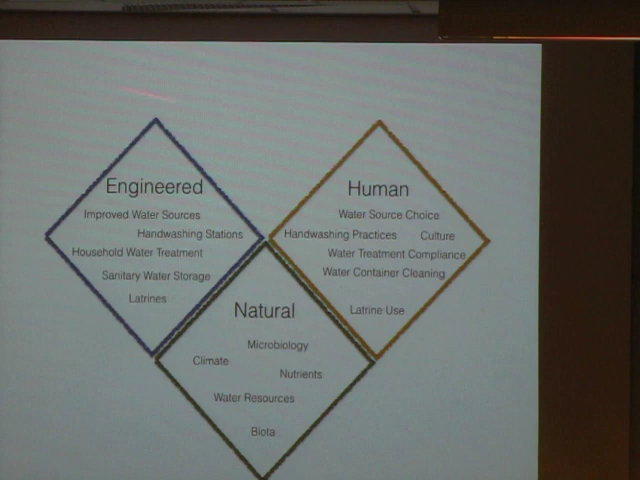 Engineered
Improved Water Sources
Handwashing Stations
Household Water Treatment
Sanitary Water Storage
Latrines
Human
Water Source Choice
Handwashing Practices Culture
Water Treatment Compliance
Water Container Cleaning
Latrine Use
Natural
Microbiology
Climate
Nutrients
Water Resources
Biota